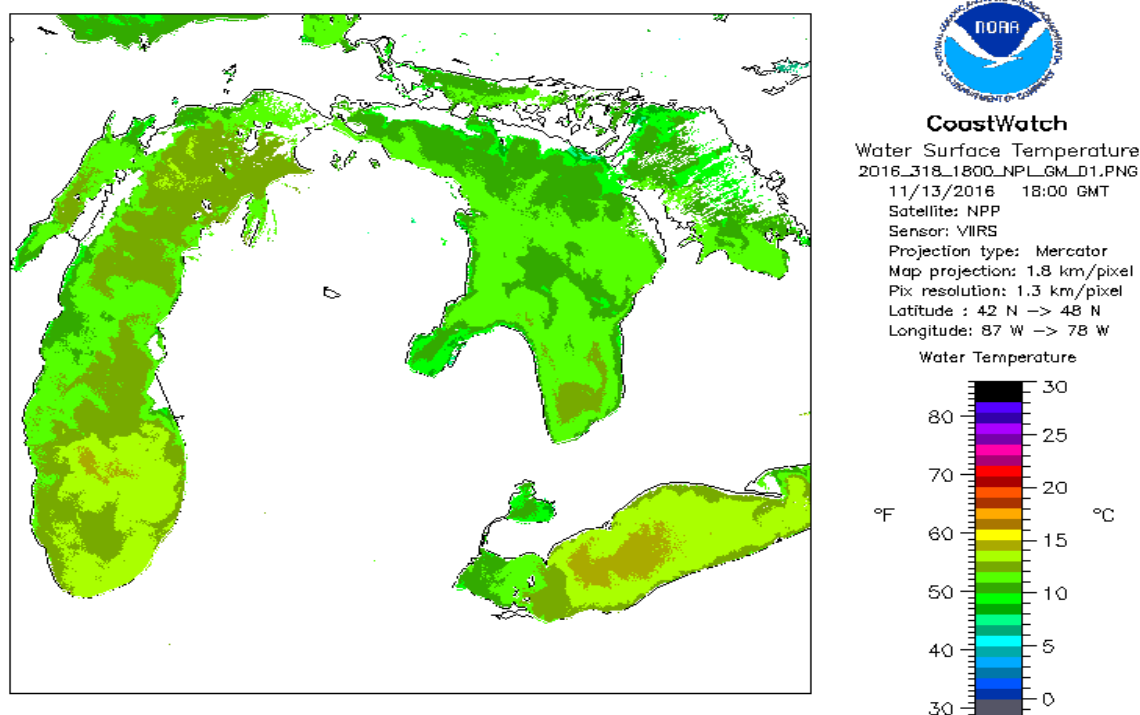 NOAA
CoastWatch
Water Surface Temperature
2016_318_1800_NPL_GM_D1.PNG
11/13/2016 18:00 GMT
Satellite: NPP
Sensor: VIIRS
Projection type: Mercator
Map projection: 1.8 km/pixel
Pix resolution: 1.3 km/pixel
Latitude : 42 N -> 48 N
Longitude: 87 W -> 78 W
Water Temperature
30
80
25
70
20
°F
°C
60
15
50
10
40
5
30
0